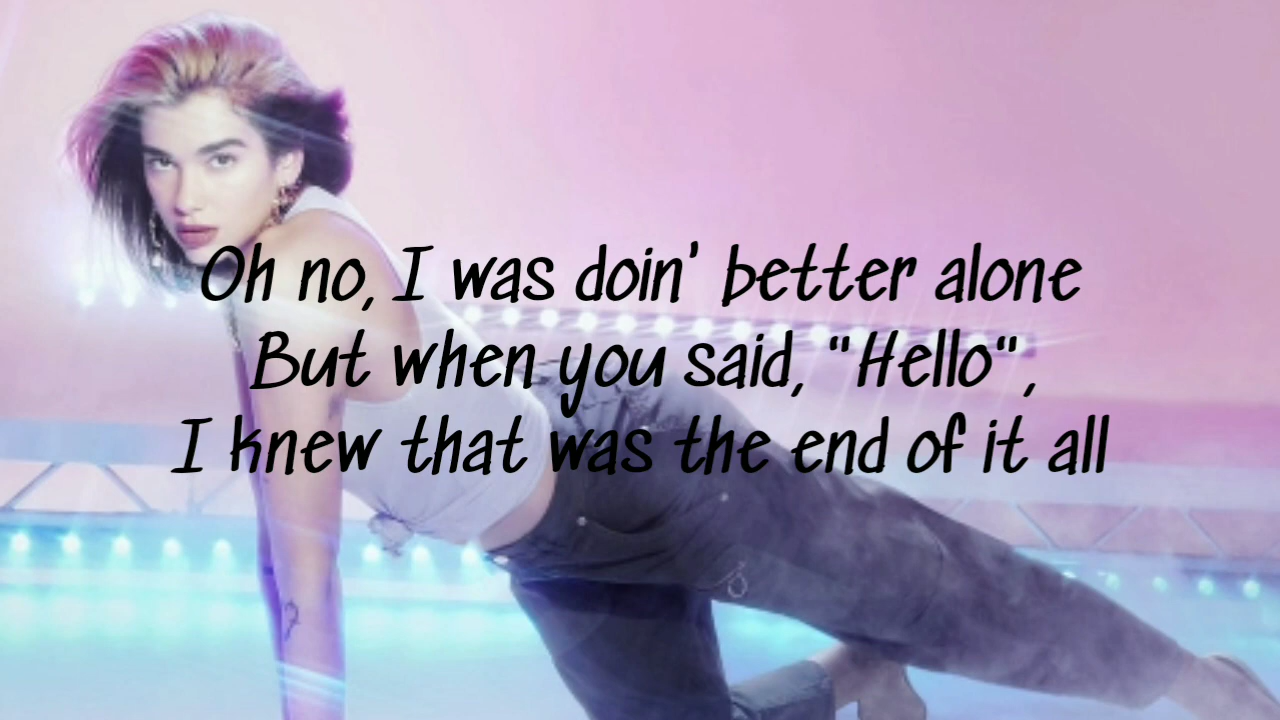 Oh no, I was doin' better alone
But when you said, "Hello",
I knew that was the end of it all